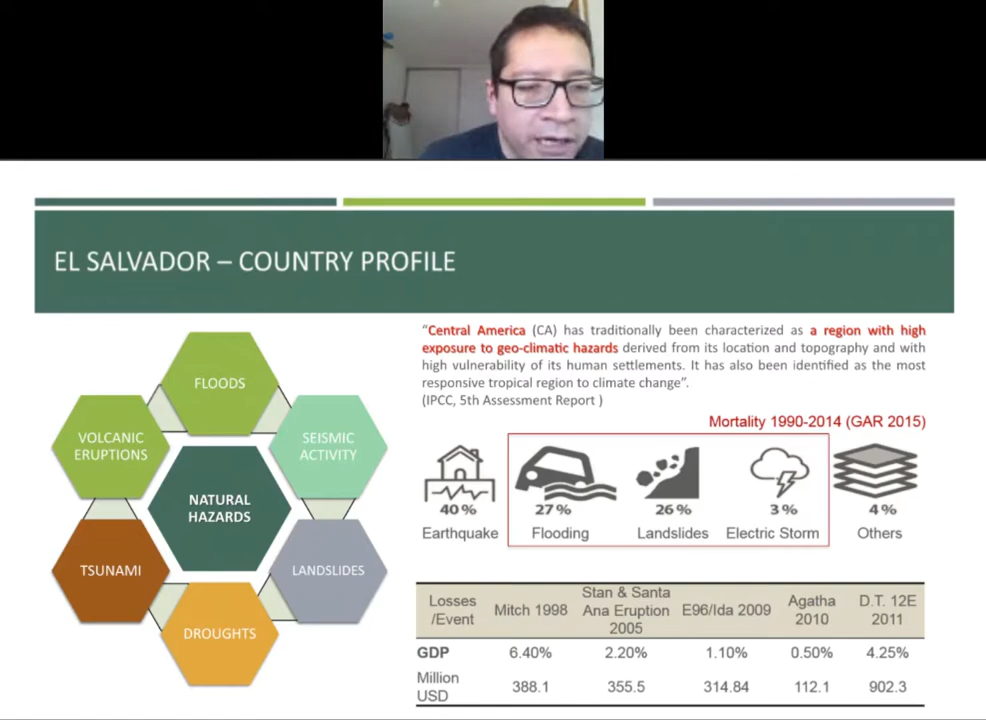 EL SALVADOR – COUNTRY PROFILE
FLOODS
VOLCANIC
ERUPTIONS
SEISMIC
ACTIVITY
NATURAL
HAZARDS
TSUNAMI
LANDSLIDES
DROUGHTS
“Central America (CA) has traditionally been characterized as a region with high
exposure to geo-climatic hazards derived from its location and topography and with
high vulnerability of its human settlements. It has also been identified as the most
responsive tropical region to climate change”.
(IPCC, 5th Assessment Report )
Mortality 1990-2014 (GAR 2015)
40 % 27 % 26 % 3 % 4 %
Earthquake Flooding Landslides Electric Storm Others
Losses
/Event
Mitch 1998
Stan & Santa
Ana Eruption
2005
E96/Ida 2009
Agatha
2010
D.T. 12E
2011
GDP 6.40% 2.20% 1.10% 0.50% 4.25%
Million
USD
388.1 355.5 314.84 112.1 902.3